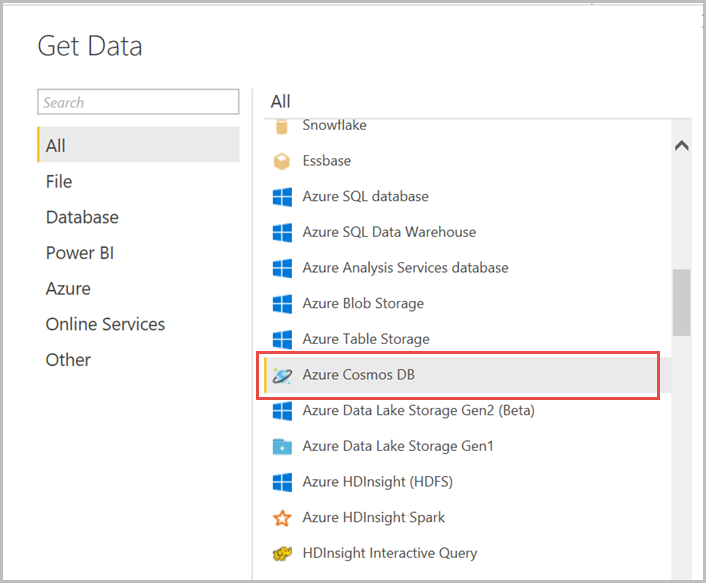 Get Data
Search
All
File
Database
Power BI
Azure
Online Services
Other
All
Snowflake
Essbase
Azure SQL database
Azure SQL Data Warehouse
Azure Analysis Services database
Azure Blob Storage
Azure Table Storage
Azure Cosmos DB
Azure Data Lake Storage Gen2 (Beta)
Azure Data Lake Storage Gen1
Azure HDInsight (HDFS)
Azure HDInsight Spark
HDInsight Interactive Query